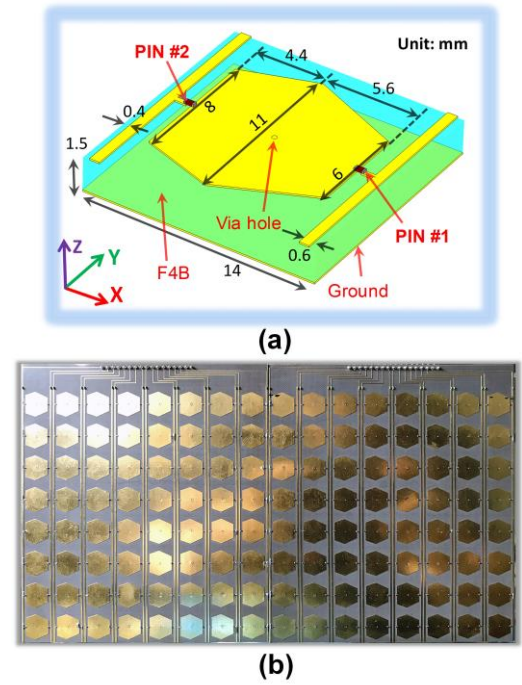 Unit: mm
PIN #2
4.4
5.6
0.4
8
11
1.5
6
Via hole
PIN #1
0.6
Z
Y
X
F4B
14
Ground
(a)
(b)